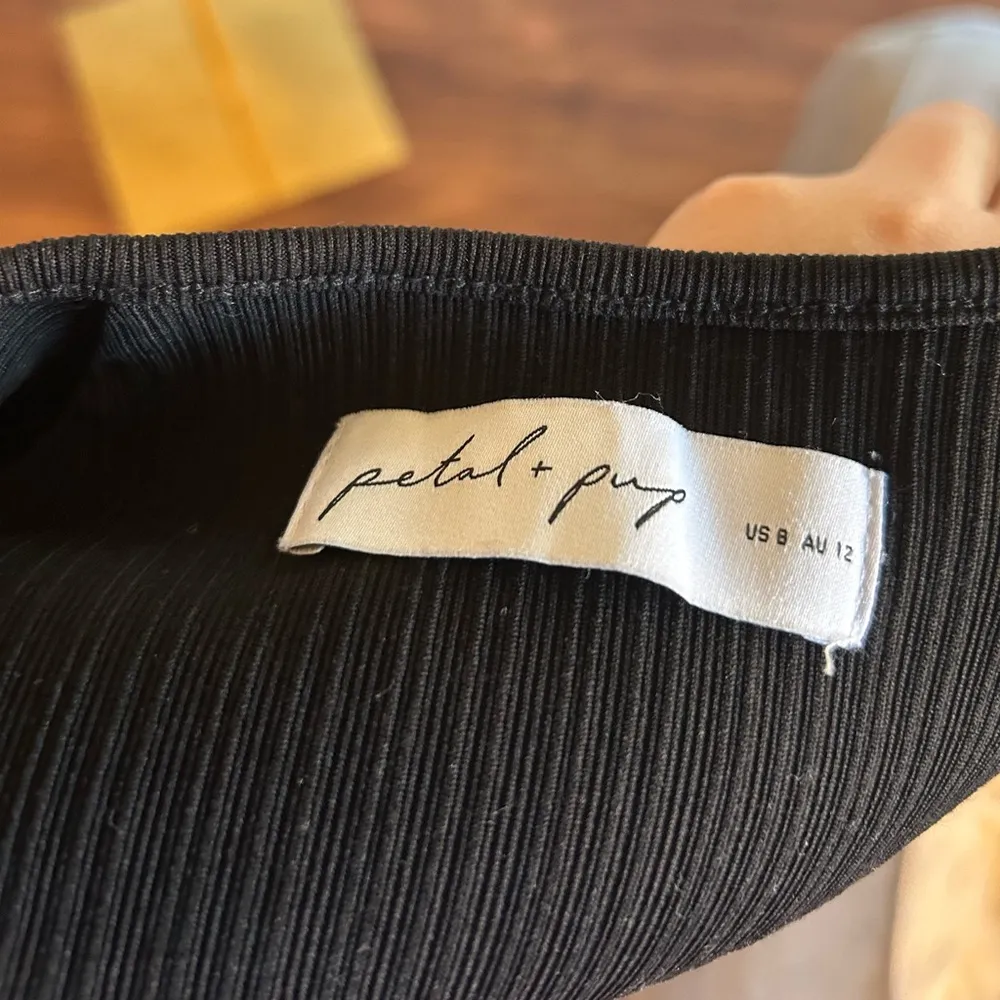 petal + pup
US 8 AU 12